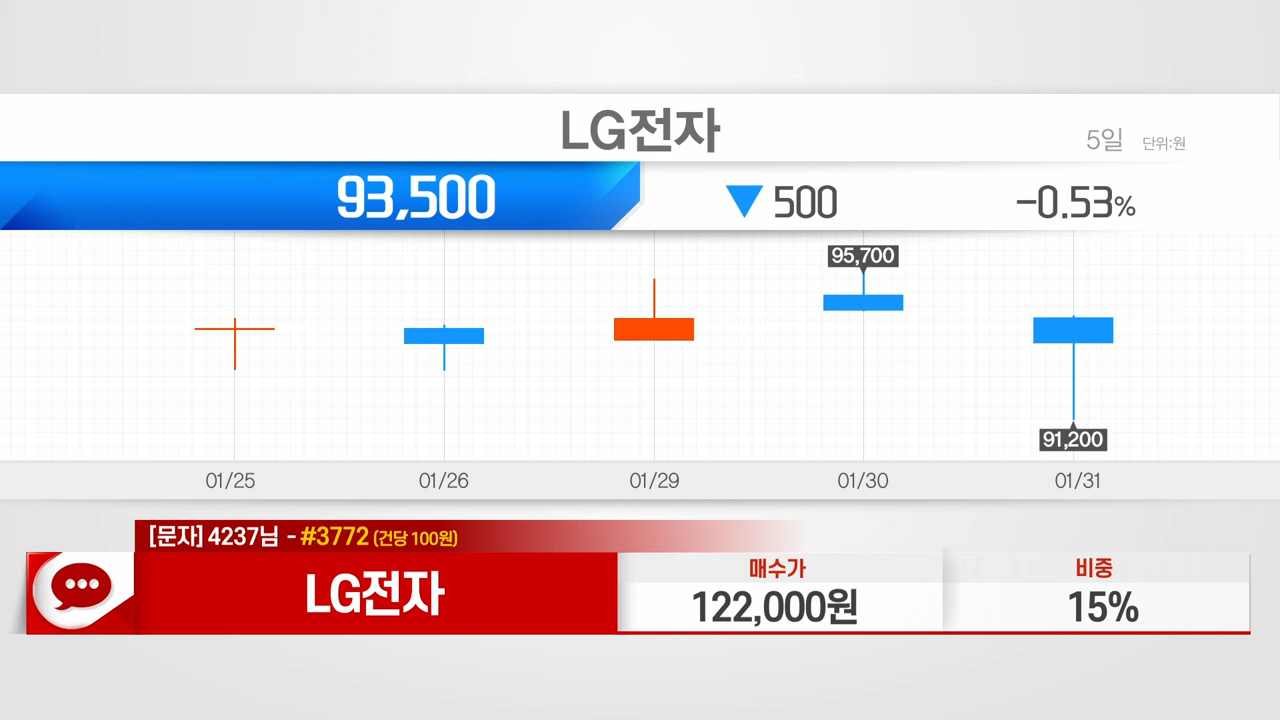 LG전자
5일 단위:원
93,500 ▼ 500 -0.53%
95,700
91,200
01/25 01/26 01/29 01/30 01/31
[문자] 4237님 - #3772 (건당 100원)
LG전자
매수가 비중
122,000원 15%